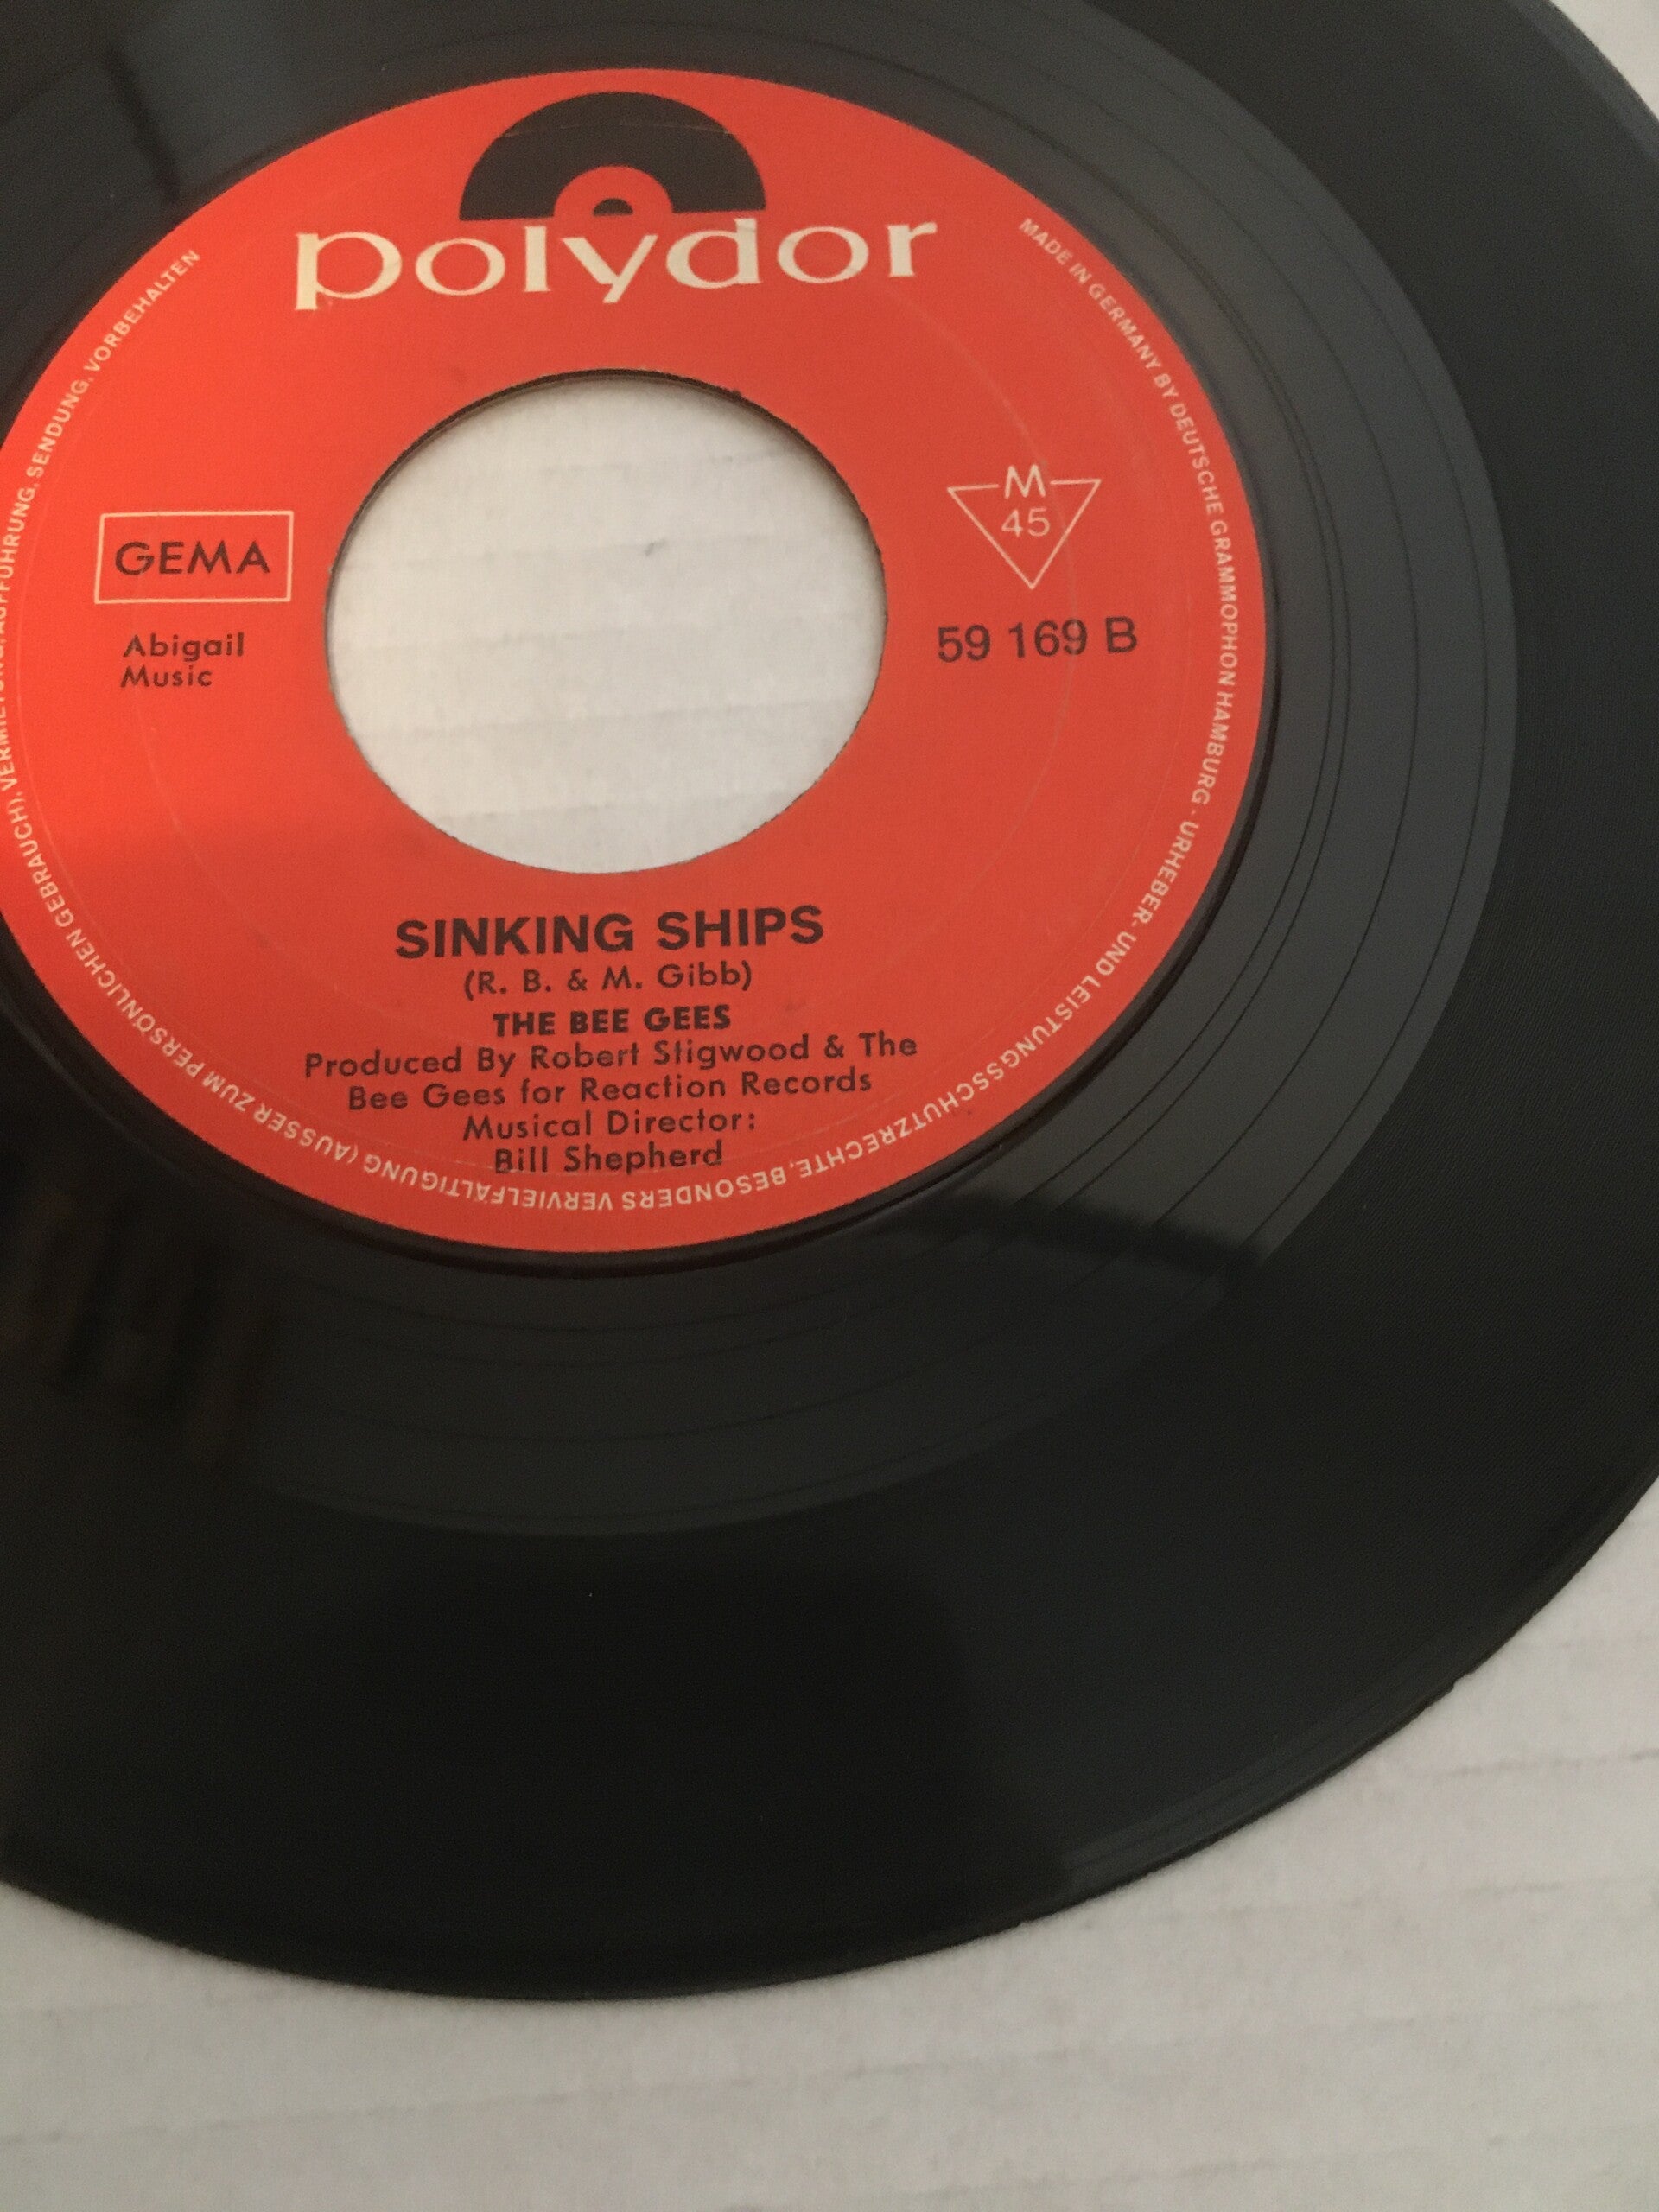 polydor
GEMA
Abigail
Music
M
45
59 169 B
SINKING SHIPS
(R. B. & M. Gibb)
THE BEE GEES
Produced By Robert Stigwood & The
Bee Gees for Reaction Records
Musical Director:
Bill Shepherd
MADE IN GERMANY BY DEUTSCHE GRAMMOPHON HAMBURG · URHEBER- UND LEISTUNGSSCHUTZRECHTE, BESONDERS VERVIELFÄLTIGUNG (AUSSER ZUM PERSÖNLICHEN GEBRAUCH), VERMIETUNG, AUFFÜHRUNG, SENDUNG, VORBEHALTEN